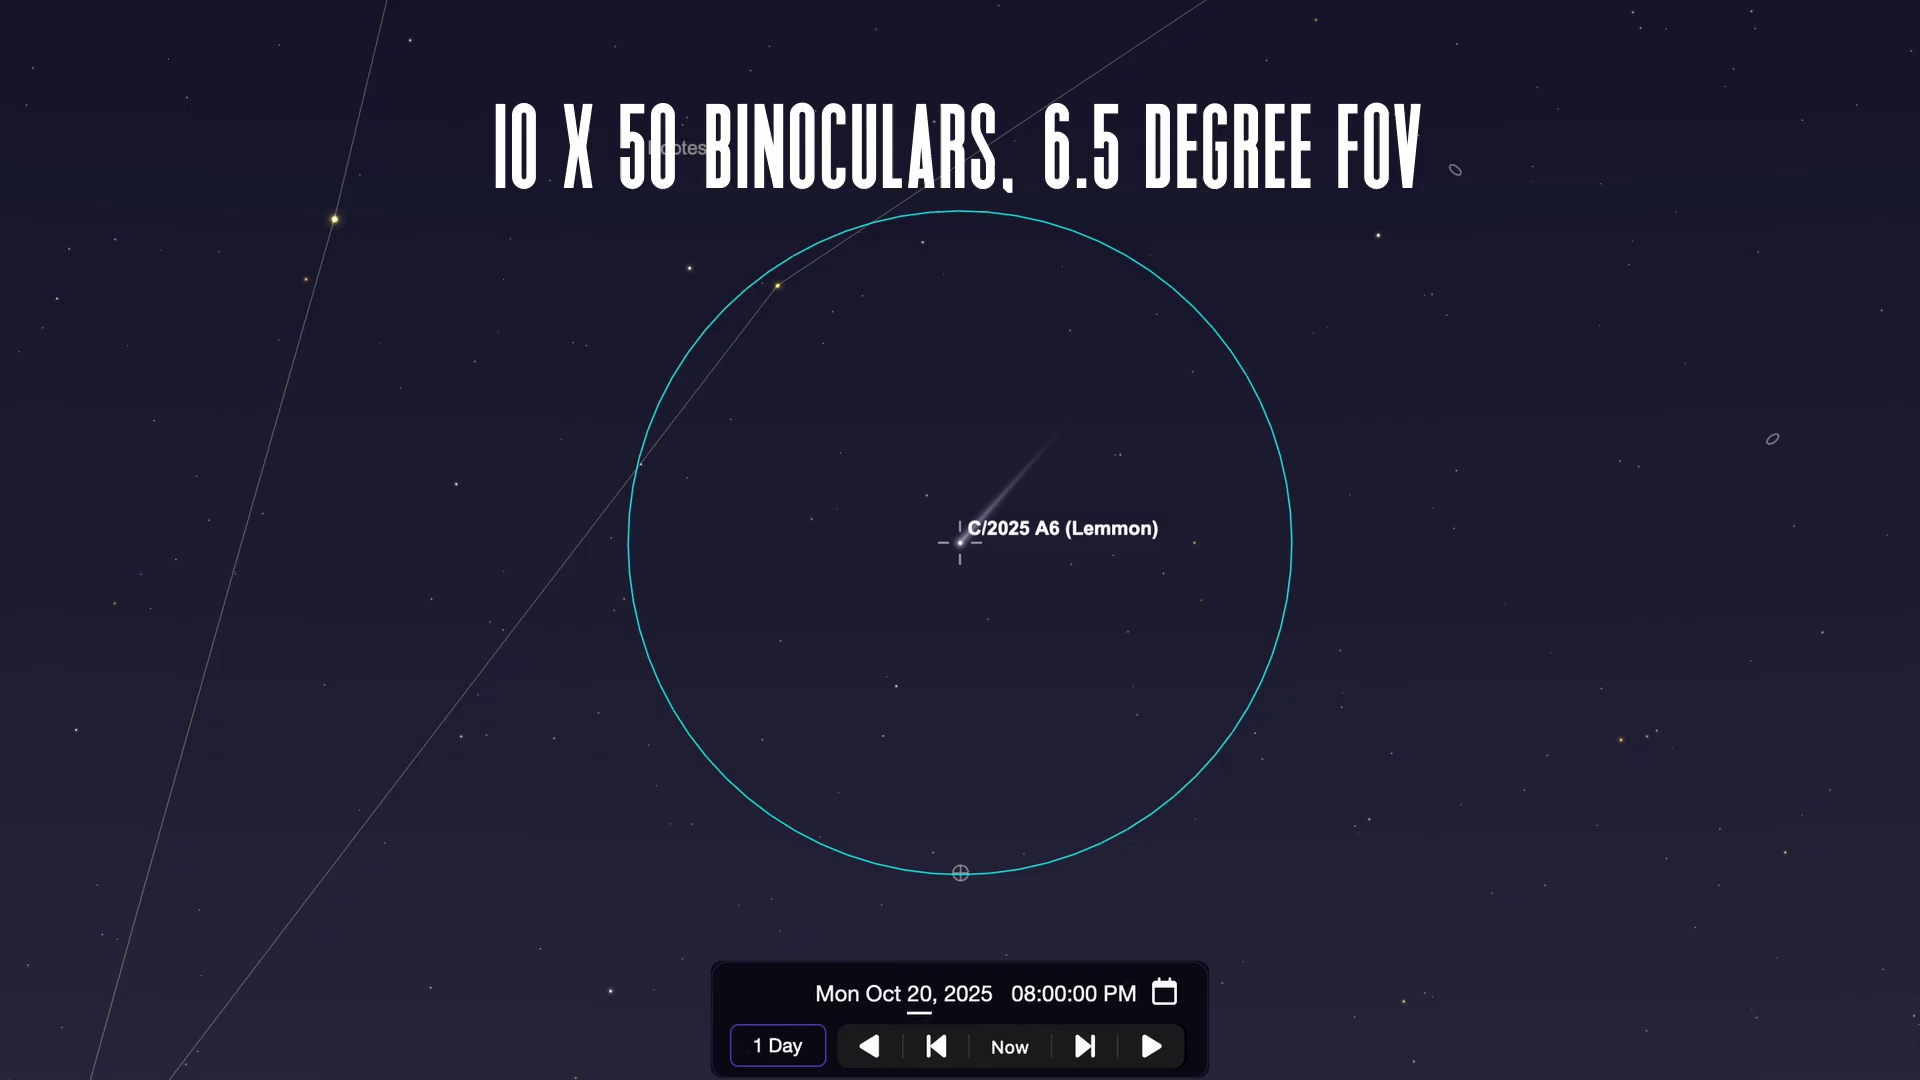 10 X 50 BINOCULARS, 6.5 DEGREE FOV
Bootes
C/2025 A6 (Lemmon)
Mon Oct 20, 2025 08:00:00 PM
1 Day Now